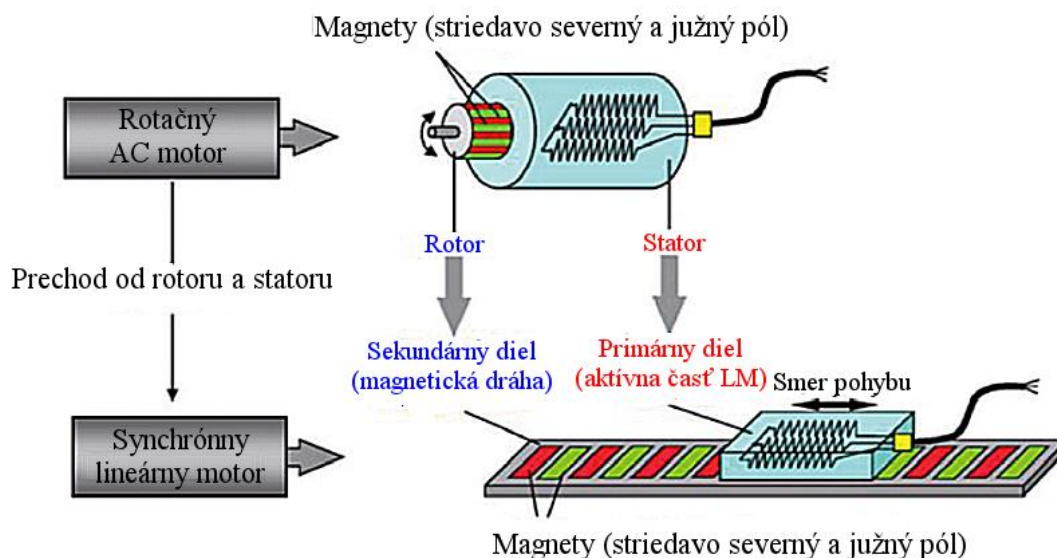 Magnety (striedavo severný a južný pól)
Rotačný
AC motor
Rotor
Stator
Prechod od rotoru a statoru
Sekundárny diel
(magnetická dráha)
Primárny diel
(aktívna časť LM)
Smer pohybu
Synchrónny
lineárny motor
Magnety (striedavo severný a južný pól)